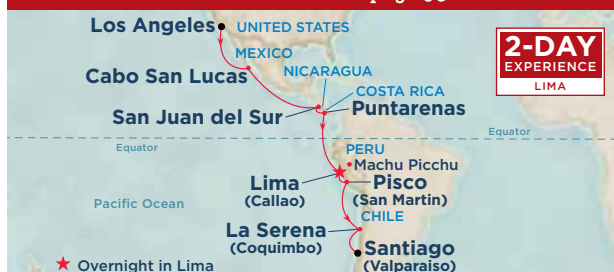 Los Angeles
UNITED STATES
MEXICO
Cabo San Lucas
NICARAGUA
COSTA RICA
San Juan del Sur
Puntarenas
2-DAY
EXPERIENCE
LIMA
Equator
Equator
PERU
Machu Picchu
Lima
(Callao)
Pisco
(San Martin)
Pacific Ocean
CHILE
La Serena
(Coquimbo)
Santiago
(Valparaiso)
Overnight in Lima